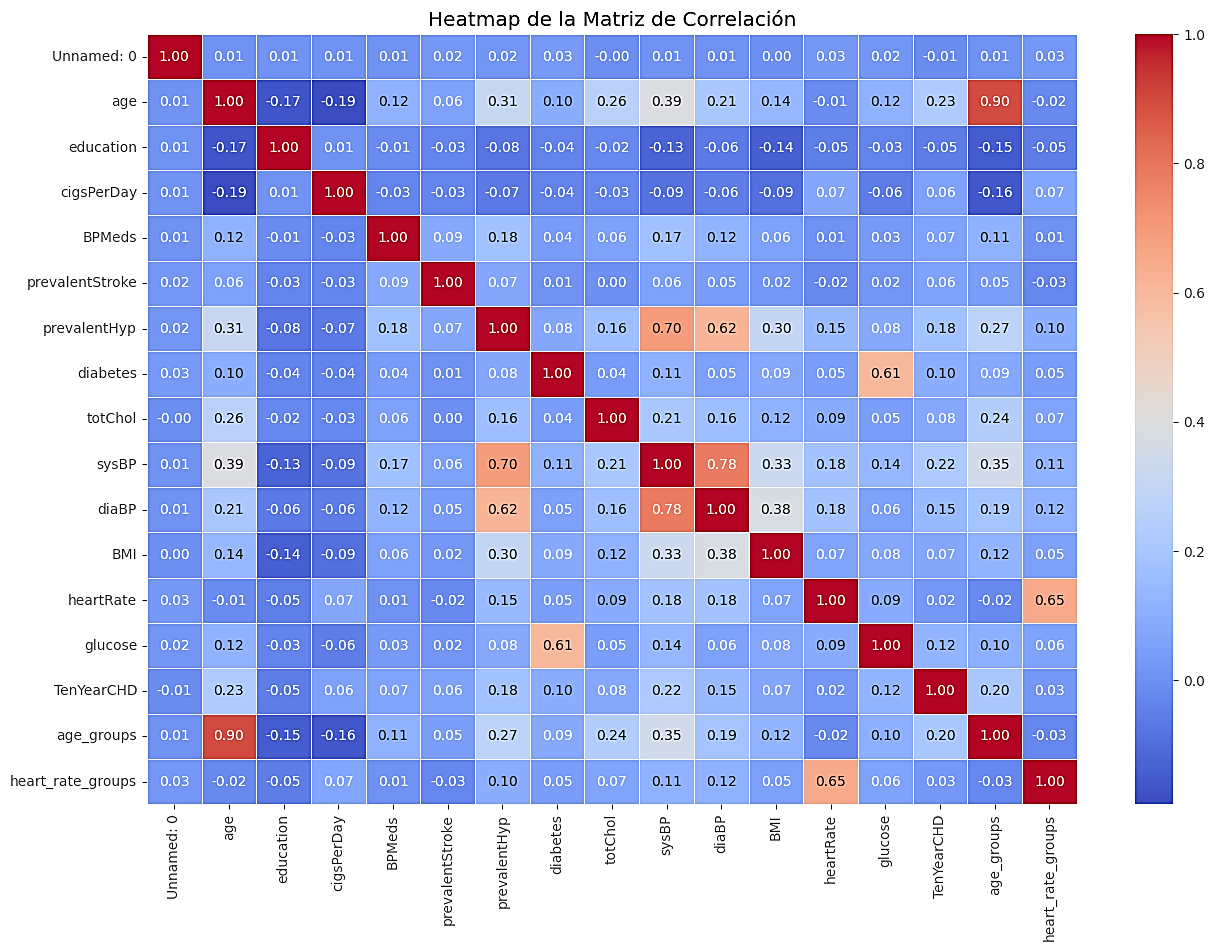 Heatmap de la Matriz de Correlación
Unnamed: 0 1.00 0.01 0.01 0.01 0.01 0.02 0.02 0.03 -0.00 0.01 0.01 0.00 0.03 0.02 -0.01 0.01 0.03
age 0.01 1.00 -0.17 -0.19 0.12 0.06 0.31 0.10 0.26 0.39 0.21 0.14 -0.01 0.12 0.23 0.90 -0.02
education 0.01 -0.17 1.00 0.01 -0.01 -0.03 -0.08 -0.04 -0.02 -0.13 -0.06 -0.14 -0.05 -0.03 -0.05 -0.15 -0.05
cigsPerDay 0.01 -0.19 0.01 1.00 -0.03 -0.03 -0.07 -0.04 -0.03 -0.09 -0.06 -0.09 0.07 -0.06 0.06 -0.16 0.07
BPMeds 0.01 0.12 -0.01 -0.03 1.00 0.09 0.18 0.04 0.06 0.17 0.12 0.06 0.01 0.03 0.07 0.11 0.01
prevalentStroke 0.02 0.06 -0.03 -0.03 0.09 1.00 0.07 0.01 0.00 0.06 0.05 0.02 -0.02 0.02 0.06 0.05 -0.03
prevalentHyp 0.02 0.31 -0.08 -0.07 0.18 0.07 1.00 0.08 0.16 0.70 0.62 0.30 0.15 0.08 0.18 0.27 0.10
diabetes 0.03 0.10 -0.04 -0.04 0.04 0.01 0.08 1.00 0.04 0.11 0.05 0.09 0.05 0.61 0.10 0.09 0.05
totChol -0.00 0.26 -0.02 -0.03 0.06 0.00 0.16 0.04 1.00 0.21 0.16 0.12 0.09 0.05 0.08 0.24 0.07
sysBP 0.01 0.39 -0.13 -0.09 0.17 0.06 0.70 0.11 0.21 1.00 0.78 0.33 0.18 0.14 0.22 0.35 0.11
diaBP 0.01 0.21 -0.06 -0.06 0.12 0.05 0.62 0.05 0.16 0.78 1.00 0.38 0.18 0.06 0.15 0.19 0.12
BMI 0.00 0.14 -0.14 -0.09 0.06 0.02 0.30 0.09 0.12 0.33 0.38 1.00 0.07 0.08 0.07 0.12 0.05
heartRate 0.03 -0.01 -0.05 0.07 0.01 -0.02 0.15 0.05 0.09 0.18 0.18 0.07 1.00 0.09 0.02 -0.02 0.65
glucose 0.02 0.12 -0.03 -0.06 0.03 0.02 0.08 0.61 0.05 0.14 0.06 0.08 0.09 1.00 0.12 0.10 0.06
TenYearCHD -0.01 0.23 -0.05 0.06 0.07 0.06 0.18 0.10 0.08 0.22 0.15 0.07 0.02 0.12 1.00 0.20 0.03
age_groups 0.01 0.90 -0.15 -0.16 0.11 0.05 0.27 0.09 0.24 0.35 0.19 0.12 -0.02 0.10 0.20 1.00 -0.03
heart_rate_groups 0.03 -0.02 -0.05 0.07 0.01 -0.03 0.10 0.05 0.07 0.11 0.12 0.05 0.65 0.06 0.03 -0.03 1.00
Unnamed: 0
age
education
cigsPerDay
BPMeds
prevalentStroke
prevalentHyp
diabetes
totChol
sysBP
diaBP
BMI
heartRate
glucose
TenYearCHD
age_groups
heart_rate_groups
1.0
0.8
0.6
0.4
0.2
0.0